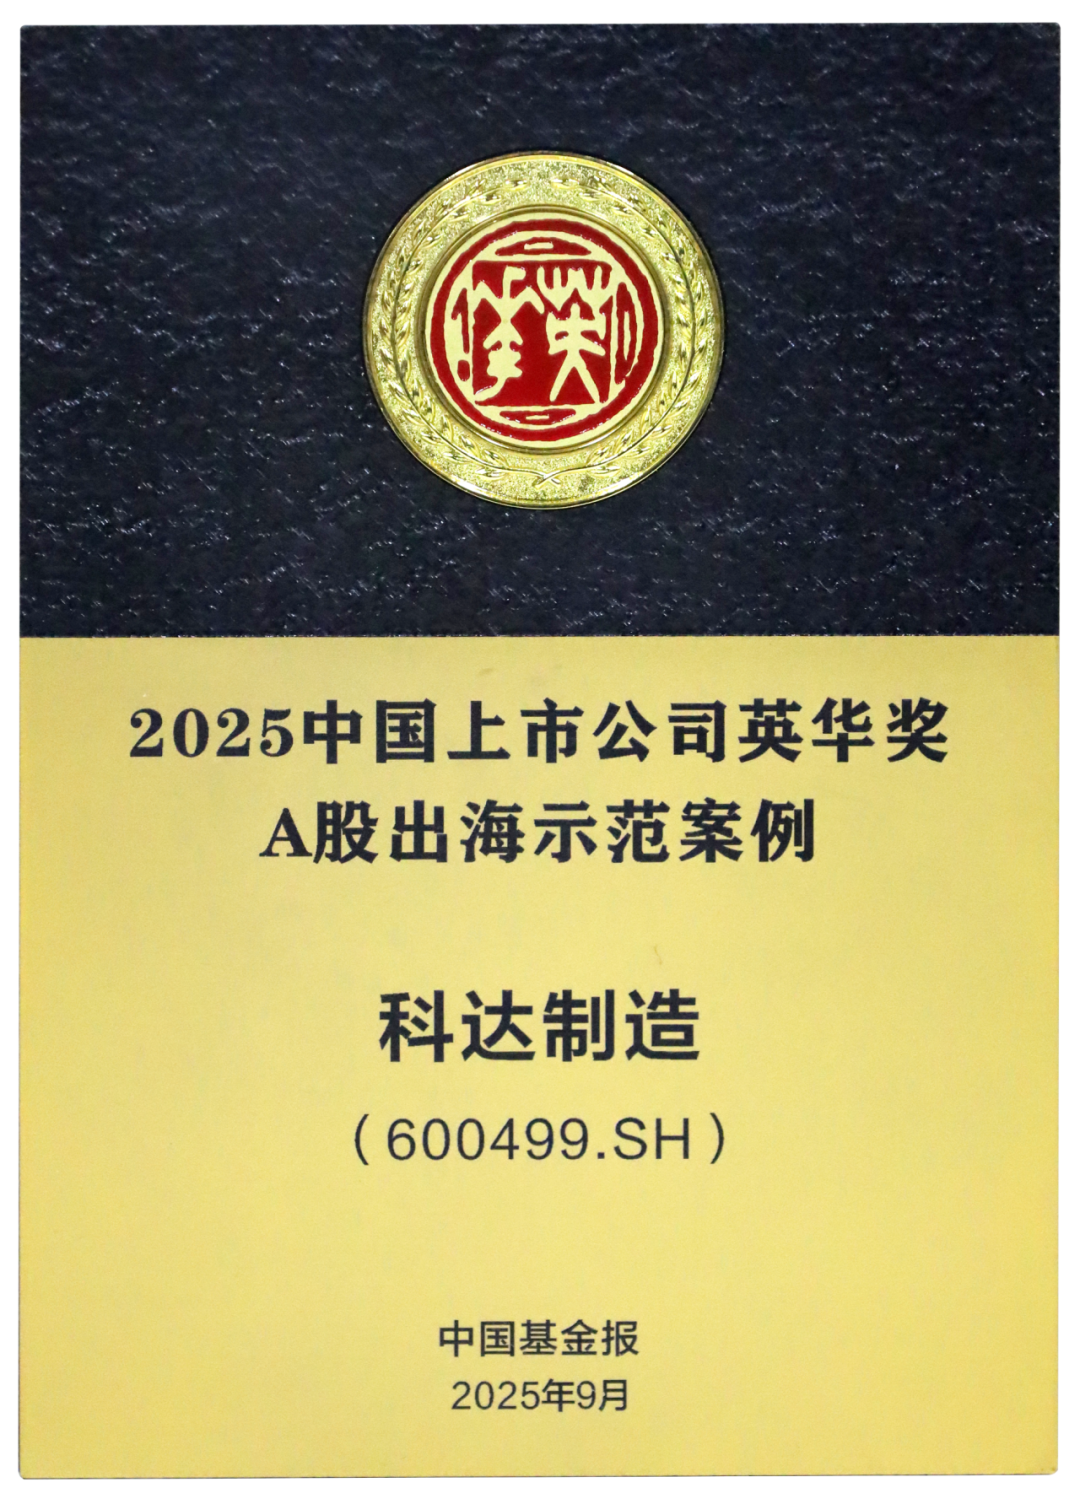 英华
2025中国上市公司英华奖
A股出海示范案例
科达制造
(600499.SH)
中国基金报
2025年9月